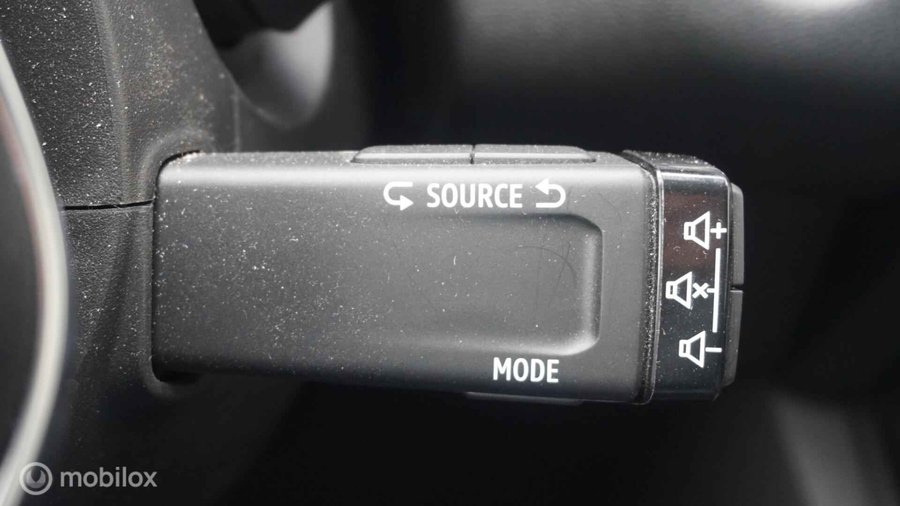 SOURCE
+
×
–
MODE
mobilox